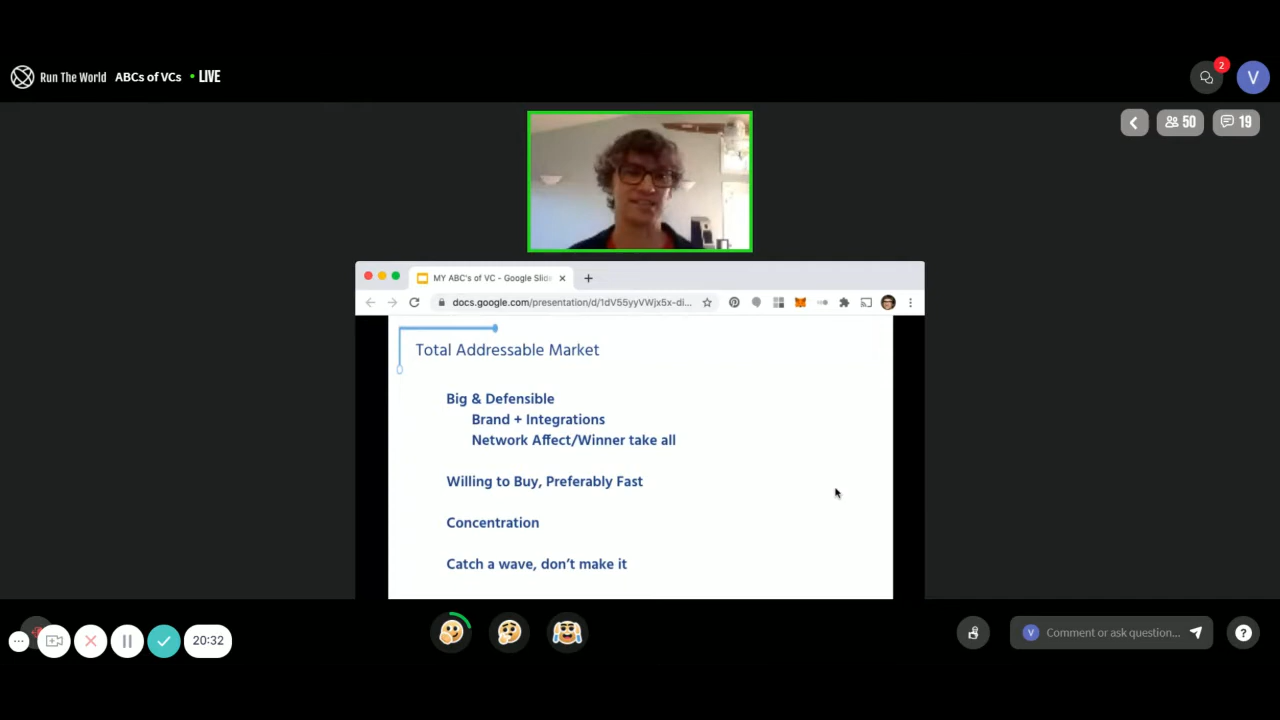 Run The World ABCs of VCs • LIVE
2
V
50
19
MY ABC's of VC - Google Slide
docs.google.com/presentation/d/1dV55yyVWjx5x-di...
Total Addressable Market
Big & Defensible
Brand + Integrations
Network Affect/Winner take all
Willing to Buy, Preferably Fast
Concentration
Catch a wave, don't make it
20:32
V Comment or ask question...
?